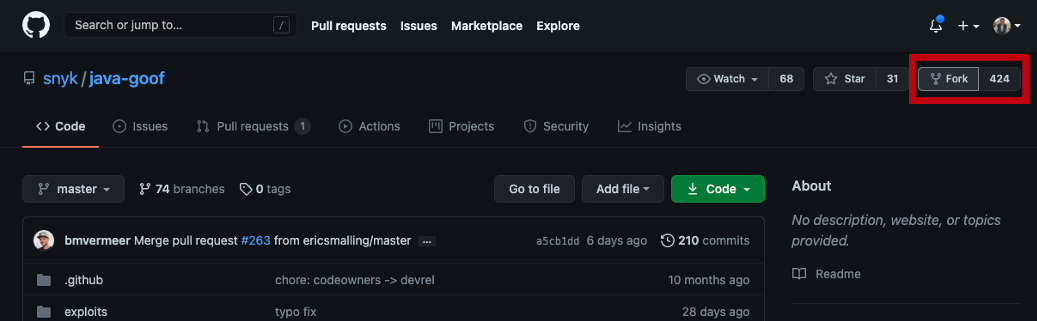 Search or jump to... / Pull requests Issues Marketplace Explore
snyk / java-goof Watch 68 Star 31 Fork 424
Code Issues Pull requests 1 Actions Projects Security Insights
master 74 branches 0 tags Go to file Add file Code About
No description, website, or topics
provided.
bmvermeer Merge pull request #263 from ericsmalling/master ... a5cb1dd 6 days ago 210 commits
Readme
.github chore: codeowners -> devrel 10 months ago
exploits typo fix 28 days ago